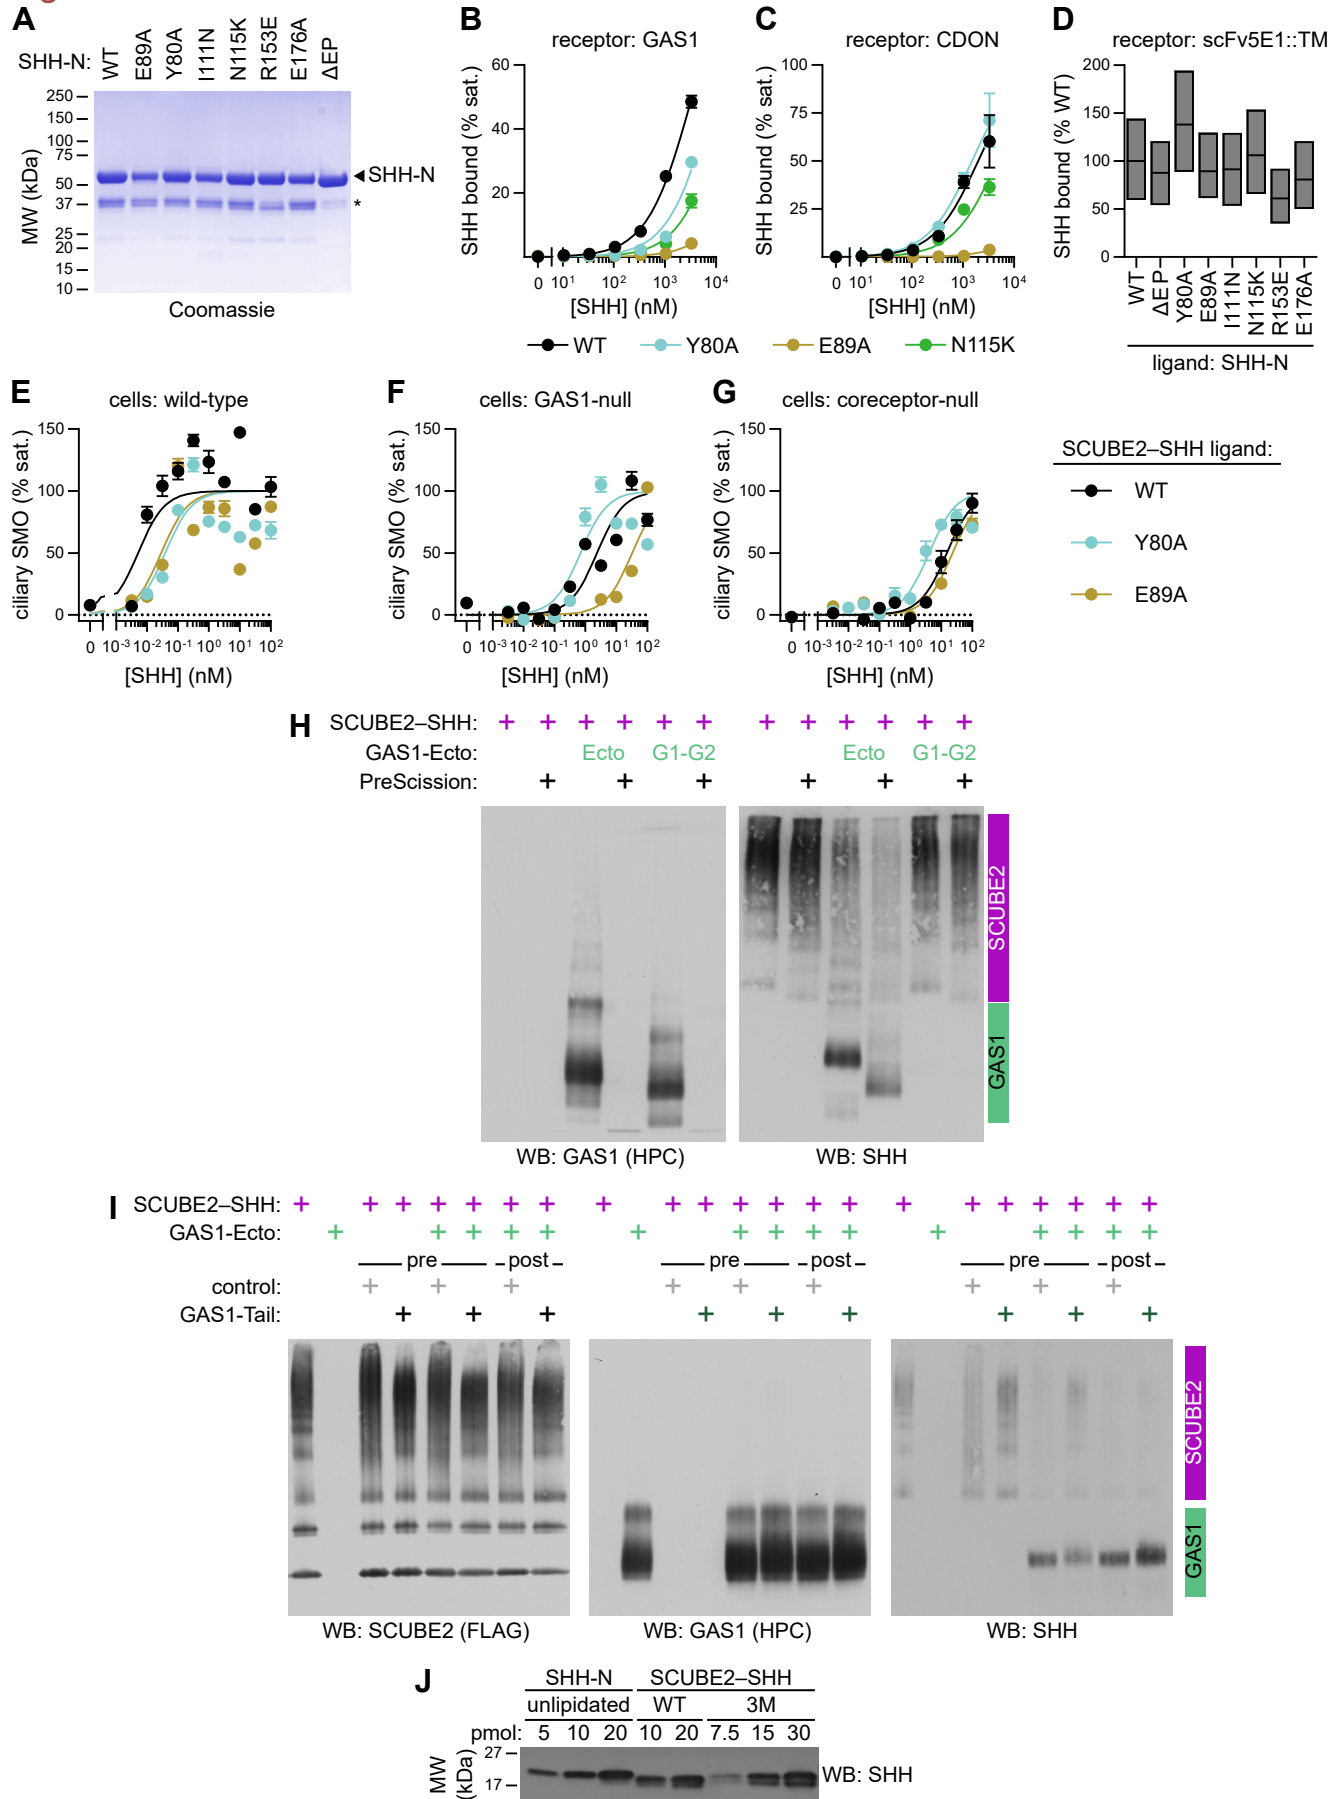 A
SHH-N: WT E89A Y80A I111N N115K R153E E176A ΔEP
MW (kDa)
250
150
100
75
50
37
25
20
15
10
SHH-N
*
Coomassie
B
receptor: GAS1
SHH bound (% sat.)
60
40
20
0 10¹ 10² 10³ 10⁴
[SHH] (nM)
C
receptor: CDON
SHH bound (% sat.)
100
75
50
25
0 10¹ 10² 10³ 10⁴
[SHH] (nM)
WT Y80A E89A N115K
D
receptor: scFv5E1::TM
SHH bound (% WT)
200
150
100
50
0
WT ΔEP Y80A E89A I111N N115K R153E E176A
ligand: SHH-N
E
cells: wild-type
ciliary SMO (% sat.)
150
100
50
0
0 10⁻³ 10⁻² 10⁻¹ 10⁰ 10¹ 10²
[SHH] (nM)
F
cells: GAS1-null
ciliary SMO (% sat.)
150
100
50
0
0 10⁻³ 10⁻² 10⁻¹ 10⁰ 10¹ 10²
[SHH] (nM)
G
cells: coreceptor-null
ciliary SMO (% sat.)
150
100
50
0
0 10⁻³ 10⁻² 10⁻¹ 10⁰ 10¹ 10²
[SHH] (nM)
SCUBE2–SHH ligand:
WT
Y80A
E89A
H
SCUBE2–SHH: + + + + + + + + + + + +
GAS1-Ecto: Ecto G1-G2 Ecto G1-G2
PreScission: + + + + + +
SCUBE2
GAS1
WB: GAS1 (HPC)
WB: SHH
I
SCUBE2–SHH: + + + + + + + + + + + + + + + + + + + + +
GAS1-Ecto: + + + + + + + + + + + + + + +
pre post pre post pre post
control: + + + + + + + + +
GAS1-Tail: + + + + + + + + +
SCUBE2
GAS1
WB: SCUBE2 (FLAG)
WB: GAS1 (HPC)
WB: SHH
J
SHH-N SCUBE2–SHH
unlipidated WT 3M
pmol: 5 10 20 10 20 7.5 15 30
MW (kDa)
27
17
WB: SHH